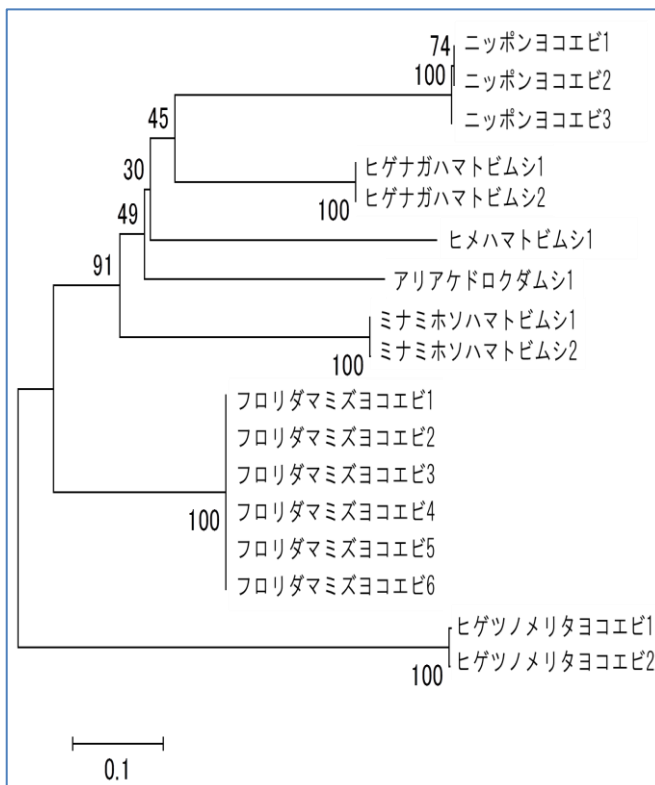 74
ニッポンヨコエビ1
100
ニッポンヨコエビ2
ニッポンヨコエビ3
45
ヒゲナガハマトビムシ1
ヒゲナガハマトビムシ2
100
30
ヒメハマトビムシ1
49
アリアケドロクダムシ1
91
ミナミホソハマトビムシ1
ミナミホソハマトビムシ2
100
フロリダマミズヨコエビ1
フロリダマミズヨコエビ2
フロリダマミズヨコエビ3
フロリダマミズヨコエビ4
100
フロリダマミズヨコエビ5
フロリダマミズヨコエビ6
ヒゲツノメリタヨコエビ1
ヒゲツノメリタヨコエビ2
100
0.1